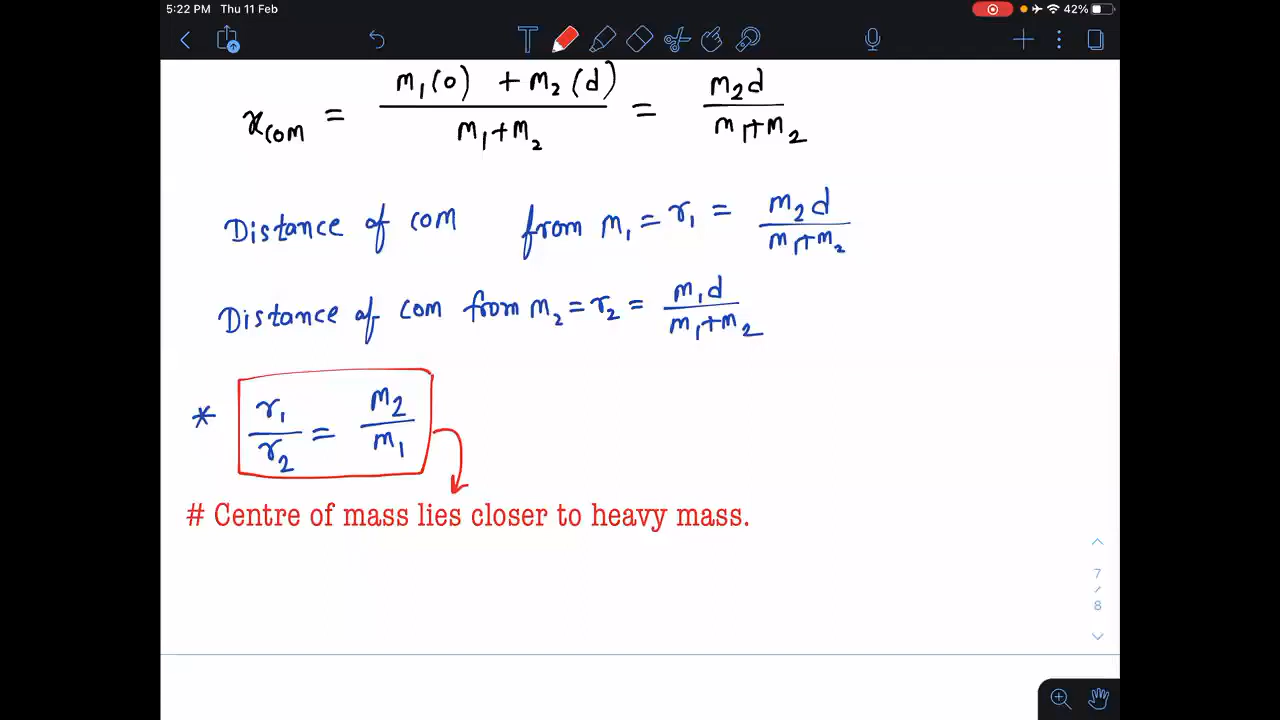 5:22 PM Thu 11 Feb 42%
x_COM = (m₁(0) + m₂(d)) / (m₁+m₂) = m₂d / (m₁+m₂)
Distance of COM from m₁ = r₁ = m₂d / (m₁+m₂)
Distance of COM from m₂ = r₂ = m₁d / (m₁+m₂)
* r₁/r₂ = m₂/m₁
# Centre of mass lies closer to heavy mass.
7
/
8